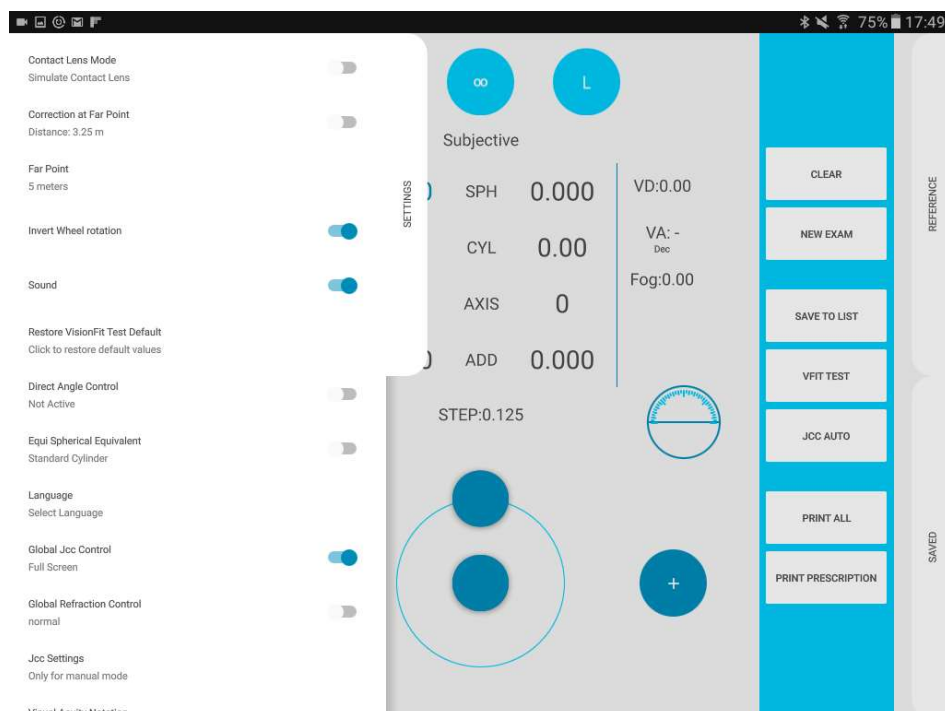 75% 17:49
Contact Lens Mode
Simulate Contact Lens
Correction at Far Point
Distance: 3.25 m
Far Point
5 meters
Invert Wheel rotation
Sound
Restore VisionFit Test Default
Click to restore default values
Direct Angle Control
Not Active
Equi Spherical Equivalent
Standard Cylinder
Language
Select Language
Global Jcc Control
Full Screen
Global Refraction Control
normal
Jcc Settings
Only for manual mode
SETTINGS
∞ L
Subjective
SPH 0.000
CYL 0.00
AXIS 0
ADD 0.000
VD:0.00
VA: -
Dec
Fog:0.00
STEP:0.125
+
CLEAR
NEW EXAM
SAVE TO LIST
VFIT TEST
JCC AUTO
PRINT ALL
PRINT PRESCRIPTION
REFERENCE
SAVED